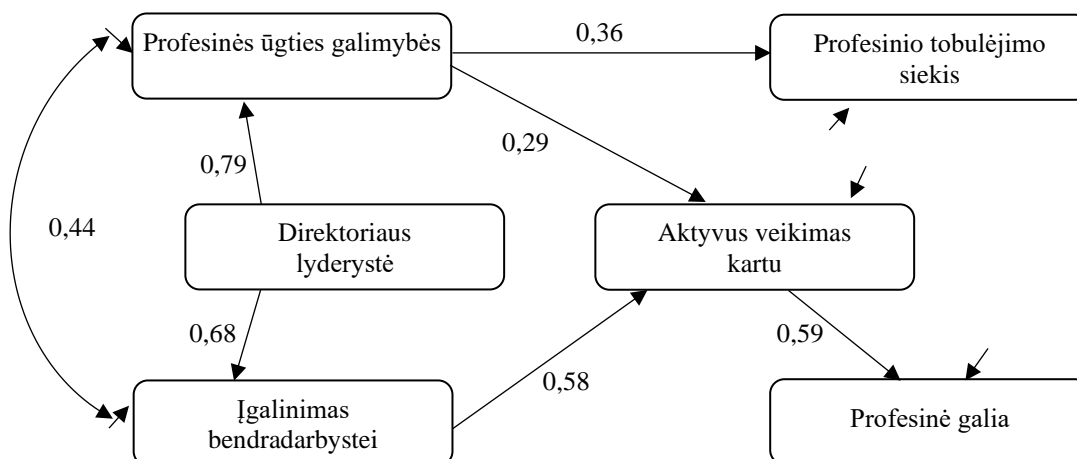 Profesinės ūgties galimybės
0,36
Profesinio tobulėjimo
siekis
0,29
0,79
0,44
Direktoriaus
lyderystė
Aktyvus veikimas
kartu
0,68
0,59
0,58
Įgalinimas
bendradarbystei
Profesinė galia